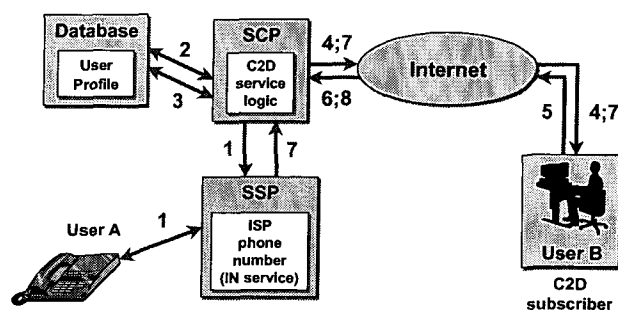 Database
User
Profile
2
3
SCP
C2D
service
logic
4;7
6;8
Internet
5
4;7
1
7
SSP
ISP
phone
number
(IN service)
User A
1
User B
C2D
subscriber